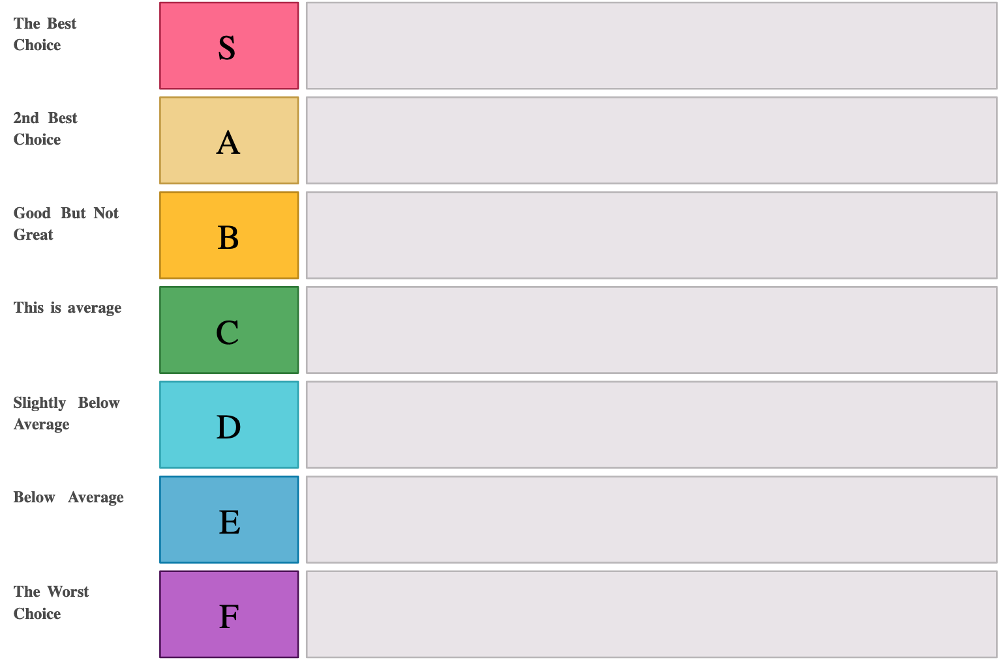 The Best
Choice
S
2nd Best
Choice
A
Good But Not
Great
B
This is average
C
Slightly Below
Average
D
Below Average
E
The Worst
Choice
F